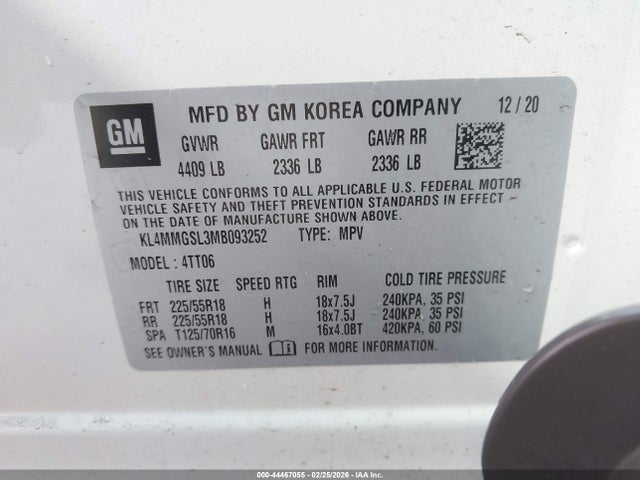 GM
MFD BY GM KOREA COMPANY 12/20
GVWR GAWR FRT GAWR RR
4409 LB 2336 LB 2336 LB
THIS VEHICLE CONFORMS TO ALL APPLICABLE U.S. FEDERAL MOTOR
VEHICLE SAFETY AND THEFT PREVENTION STANDARDS IN EFFECT
ON THE DATE OF MANUFACTURE SHOWN ABOVE.
KL4MMGSL3MB093252 TYPE: MPV
MODEL: 4TT06
TIRE SIZE SPEED RTG RIM COLD TIRE PRESSURE
FRT 225/55R18 H 18x7.5J 240KPA, 35 PSI
RR 225/55R18 H 18x7.5J 240KPA, 35 PSI
SPA T125/70R16 M 16x4.0BT 420KPA, 60 PSI
SEE OWNER'S MANUAL FOR MORE INFORMATION.
000-44467055 - 02/25/2026 - IAAI.COM